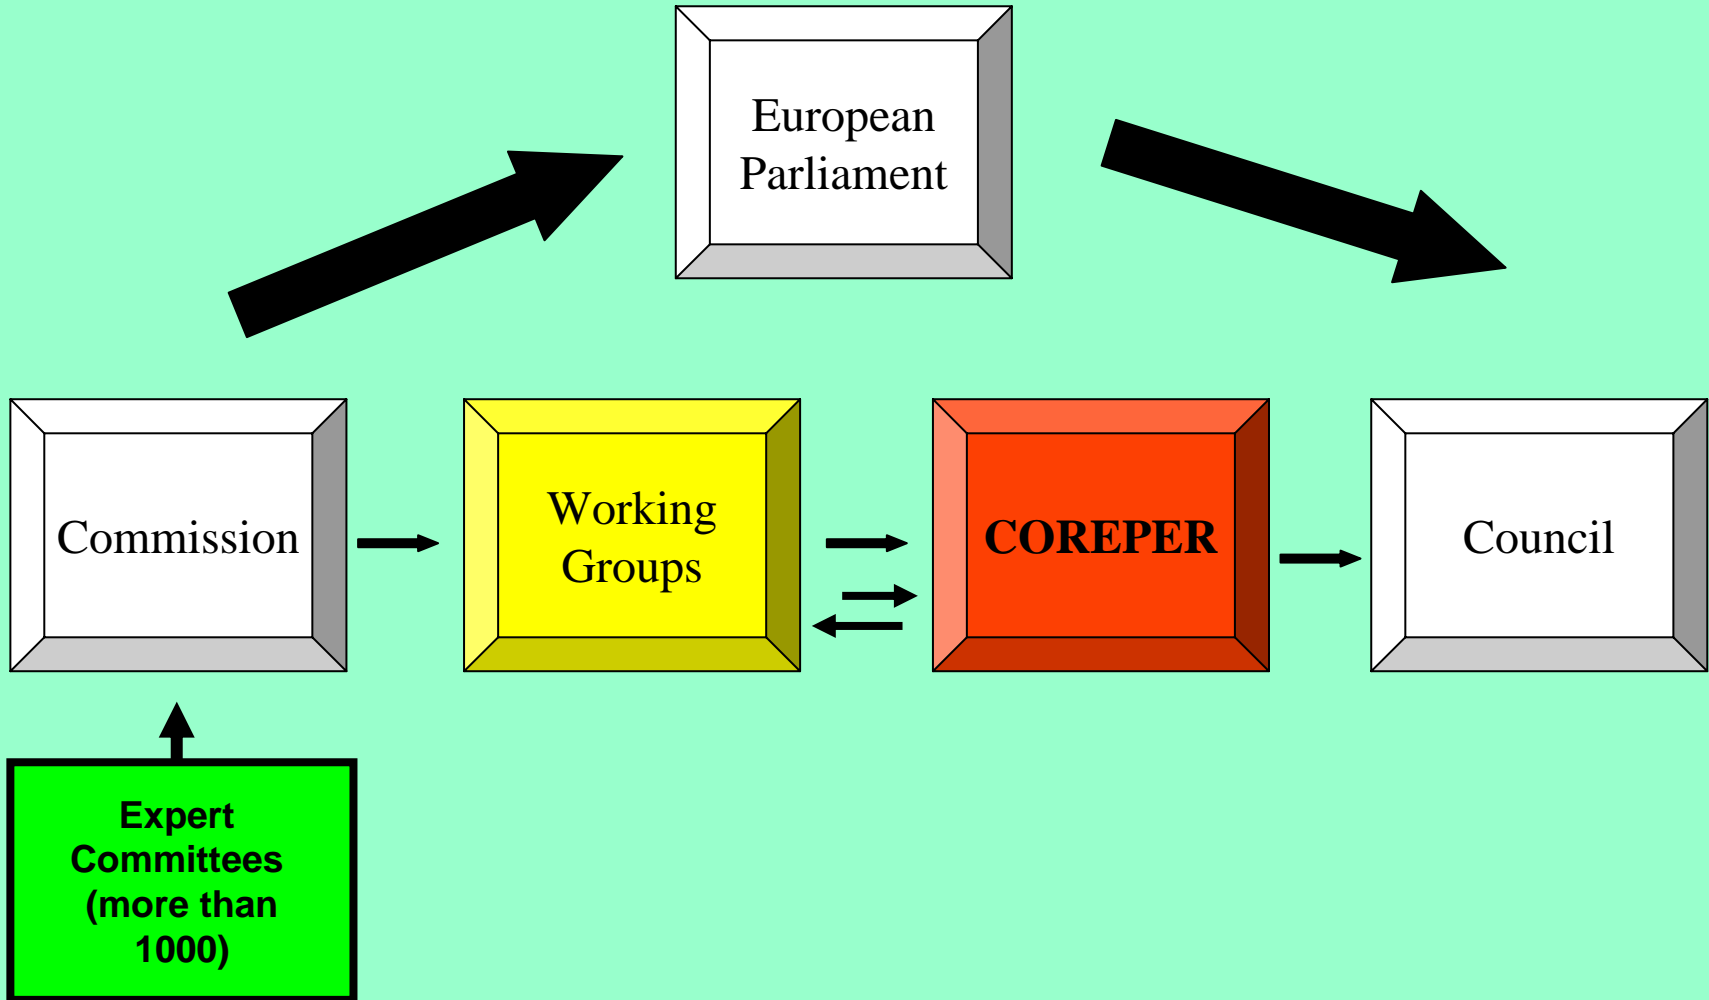 European
Parliament
Commission
Working
Groups
COREPER
Council
Expert
Committees
(more than
1000)